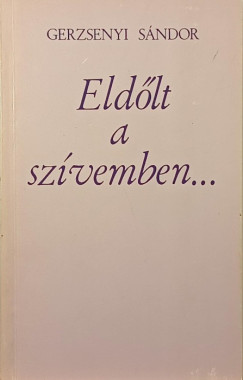 GERZSENYI SÁNDOR
Eldőlt
a
szívemben...